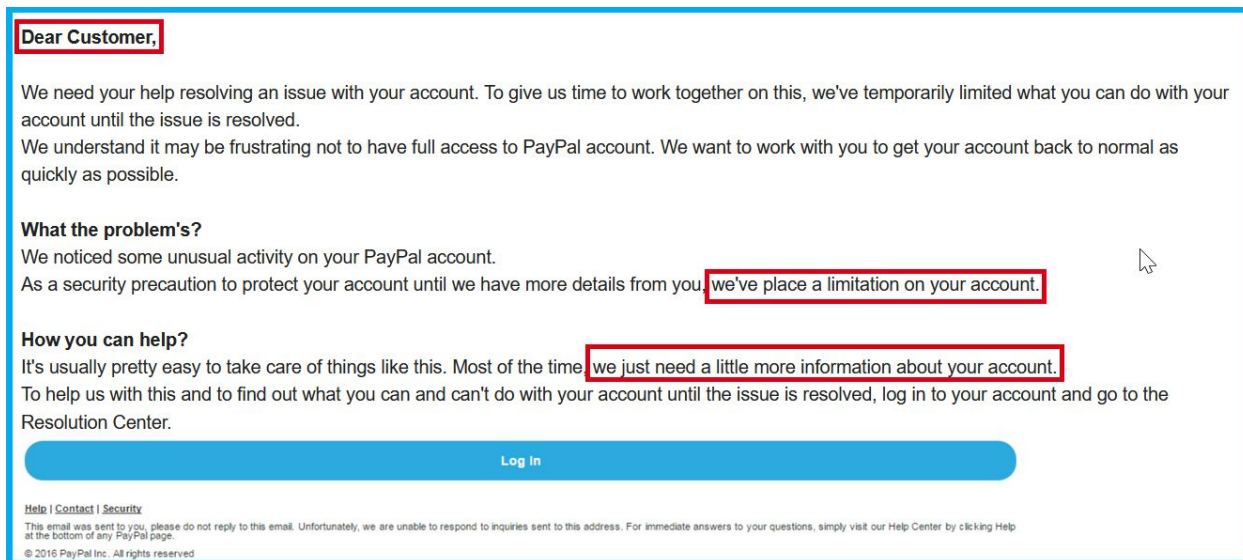 Dear Customer,
We need your help resolving an issue with your account. To give us time to work together on this, we've temporarily limited what you can do with your
account until the issue is resolved.
We understand it may be frustrating not to have full access to PayPal account. We want to work with you to get your account back to normal as
quickly as possible.
What the problem's?
We noticed some unusual activity on your PayPal account.
As a security precaution to protect your account until we have more details from you, we've place a limitation on your account.
How you can help?
It's usually pretty easy to take care of things like this. Most of the time, we just need a little more information about your account.
To help us with this and to find out what you can and can't do with your account until the issue is resolved, log in to your account and go to the
Resolution Center.
Log In
Help | Contact | Security
This email was sent to you, please do not reply to this email. Unfortunately, we are unable to respond to inquiries sent to this address. For immediate answers to your questions, simply visit our Help Center by clicking Help
at the bottom of any PayPal page.
© 2016 PayPal Inc. All rights reserved